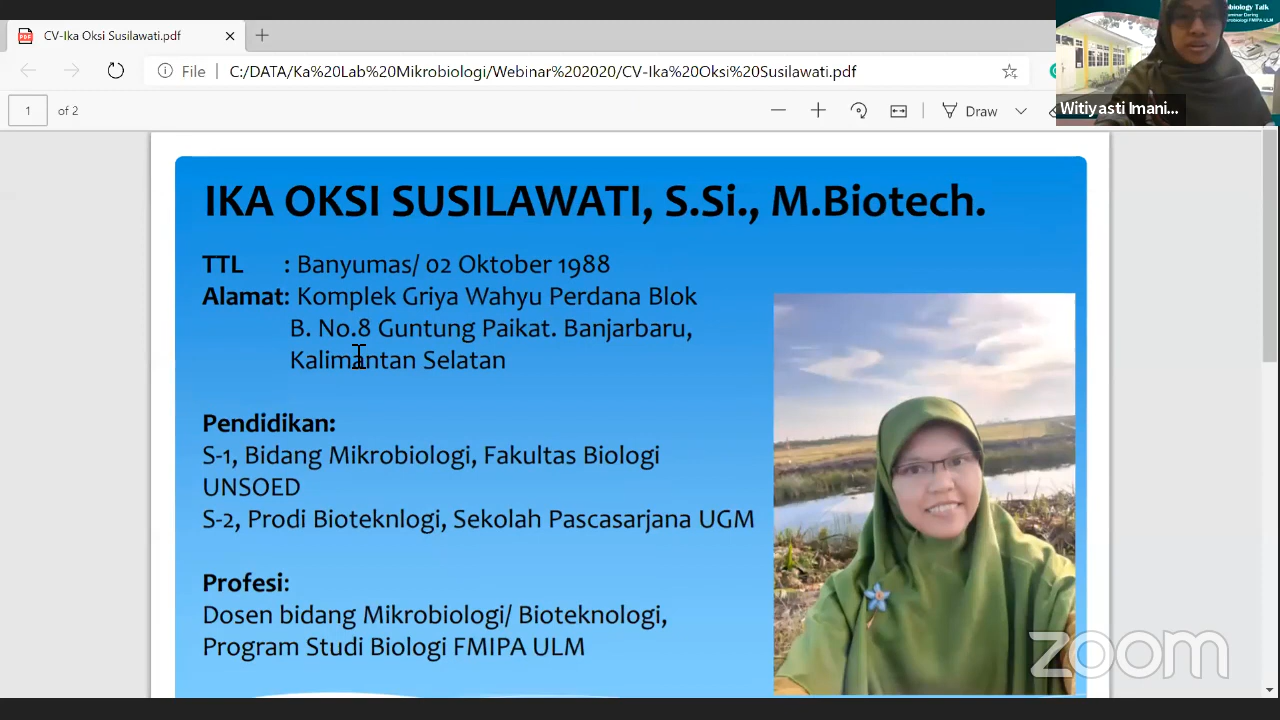 CV-Ika Oksi Susilawati.pdf
File
C:/DATA/Ka%20Lab%20Mikrobiologi/Webinar%202020/CV-Ika%20Oksi%20Susilawati.pdf
1 of 2
Draw
Witiyasti Imani...
IKA OKSI SUSILAWATI, S.Si., M.Biotech.
TTL : Banyumas/ 02 Oktober 1988
Alamat: Komplek Griya Wahyu Perdana Blok
B. No.8 Guntung Paikat. Banjarbaru,
Kalimantan Selatan
Pendidikan:
S-1, Bidang Mikrobiologi, Fakultas Biologi
UNSOED
S-2, Prodi Bioteknlogi, Sekolah Pascasarjana UGM
Profesi:
Dosen bidang Mikrobiologi/ Bioteknologi,
Program Studi Biologi FMIPA ULM
zoom